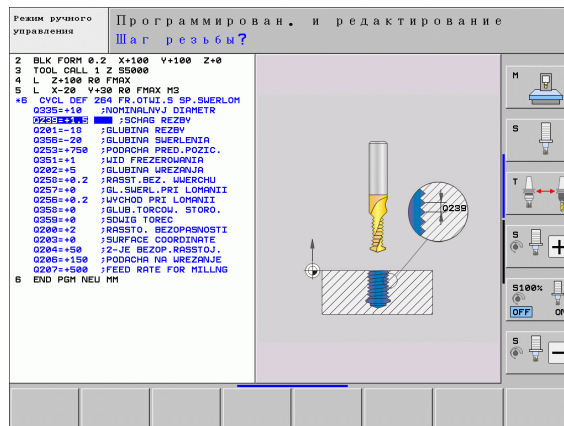 Режим ручного
управления
Программирован. и редактирование
Шаг резьбы?
2 BLK FORM 0.2 X+100 Y+100 Z+0
3 TOOL CALL 1 Z S5000
4 L Z+100 R0 FMAX
5 L X-20 Y+30 R0 FMAX M3
*6 CYCL DEF 264 FR.OTWI.S SP.SWERLOM
Q335=+10 ;NOMINALNYJ DIAMETR
Q239=+1.5 ;SCHAG REZBY
Q201=-18 ;GLUBINA REZBY
Q356=-20 ;GLUBINA SWERLENIA
Q253=+750 ;PODACHA PRED.POZIC.
Q351=+1 ;WID FREZEROWANIA
Q202=+5 ;GLUBINA WREZANJA
Q258=+0.2 ;RASST.BEZ. WWERCHU
Q257=+0 ;GL.SWERL.PRI LOMANII
Q256=+0.2 ;WYCHOD PRI LOMANII
Q358=+0 ;GLUB.TORCOW. STORO.
Q359=+0 ;SDWIG TOREC
Q200=+2 ;RASSTO. BEZOPASNOSTI
Q203=+0 ;SURFACE COORDINATE
Q204=+50 ;2-JE BEZOP.RASSTOJ.
Q206=+150 ;PODACHA NA WREZANJE
Q207=+500 ;FEED RATE FOR MILLNG
6 END PGM NEU MM
Q239
M
S
T
S
+
S100%
OFF ON
S
−